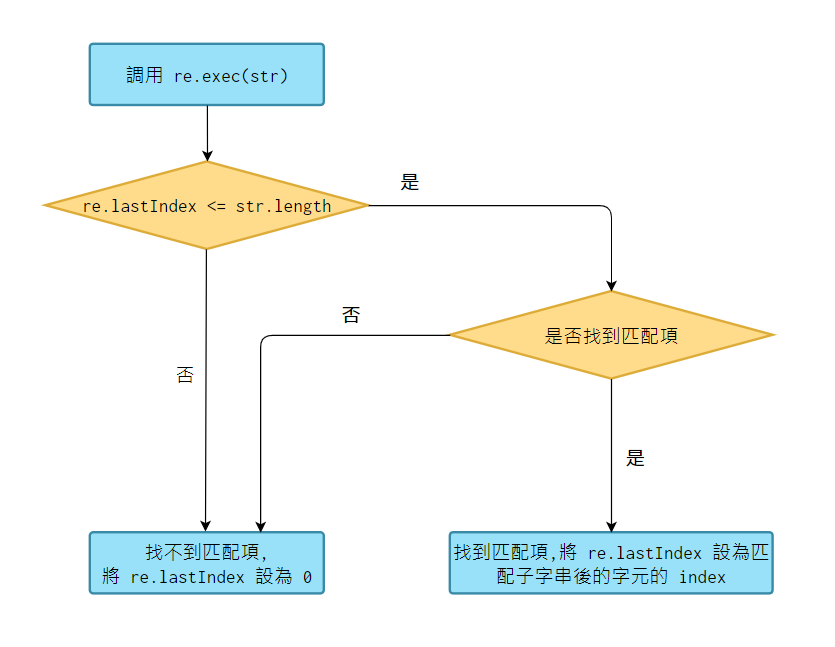 調用 re.exec(str)
是
re.lastIndex <= str.length
否
是否找到匹配項
否
是
找不到匹配項,
將 re.lastIndex 設為 0
找到匹配項,將 re.lastIndex 設為匹
配子字串後的字元的 index